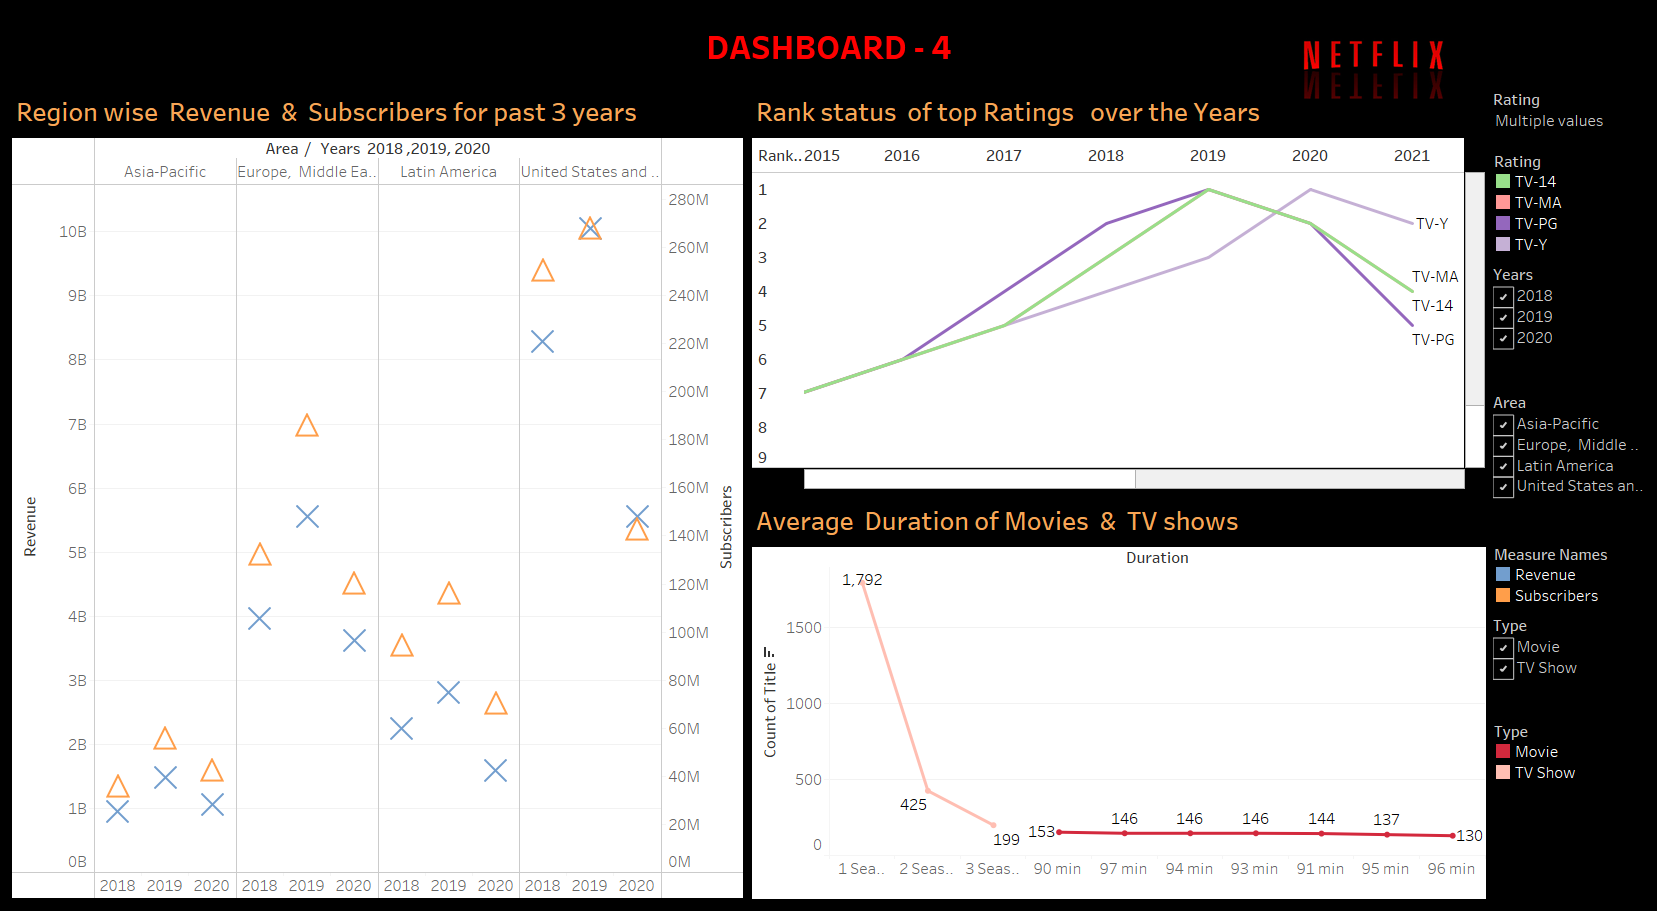 DASHBOARD - 4
NETFLIX
Region wise Revenue & Subscribers for past 3 years
Area / Years 2018 ,2019, 2020
Asia-Pacific
Europe, Middle Ea..
Latin America
United States and ..
Revenue
10B
9B
8B
7B
6B
5B
4B
3B
2B
1B
0B
280M
260M
240M
220M
200M
180M
160M
140M
120M
100M
80M
60M
40M
20M
0M
Subscribers
2018 2019 2020 2018 2019 2020 2018 2019 2020 2018 2019 2020
Rank status of top Ratings over the Years
Rank.. 2015 2016 2017 2018 2019 2020 2021
1
2
3
4
5
6
7
8
9
TV-Y
TV-MA
TV-14
TV-PG
Average Duration of Movies & TV shows
Duration
Count of Title
1500
1000
500
0
1,792
425
199
153
146
146
146
144
137
130
1 Sea.. 2 Seas.. 3 Seas.. 90 min 97 min 94 min 93 min 91 min 95 min 96 min
Rating
Multiple values
Rating
TV-14
TV-MA
TV-PG
TV-Y
Years
2018
2019
2020
Area
Asia-Pacific
Europe, Middle ..
Latin America
United States an..
Measure Names
Revenue
Subscribers
Type
Movie
TV Show
Type
Movie
TV Show